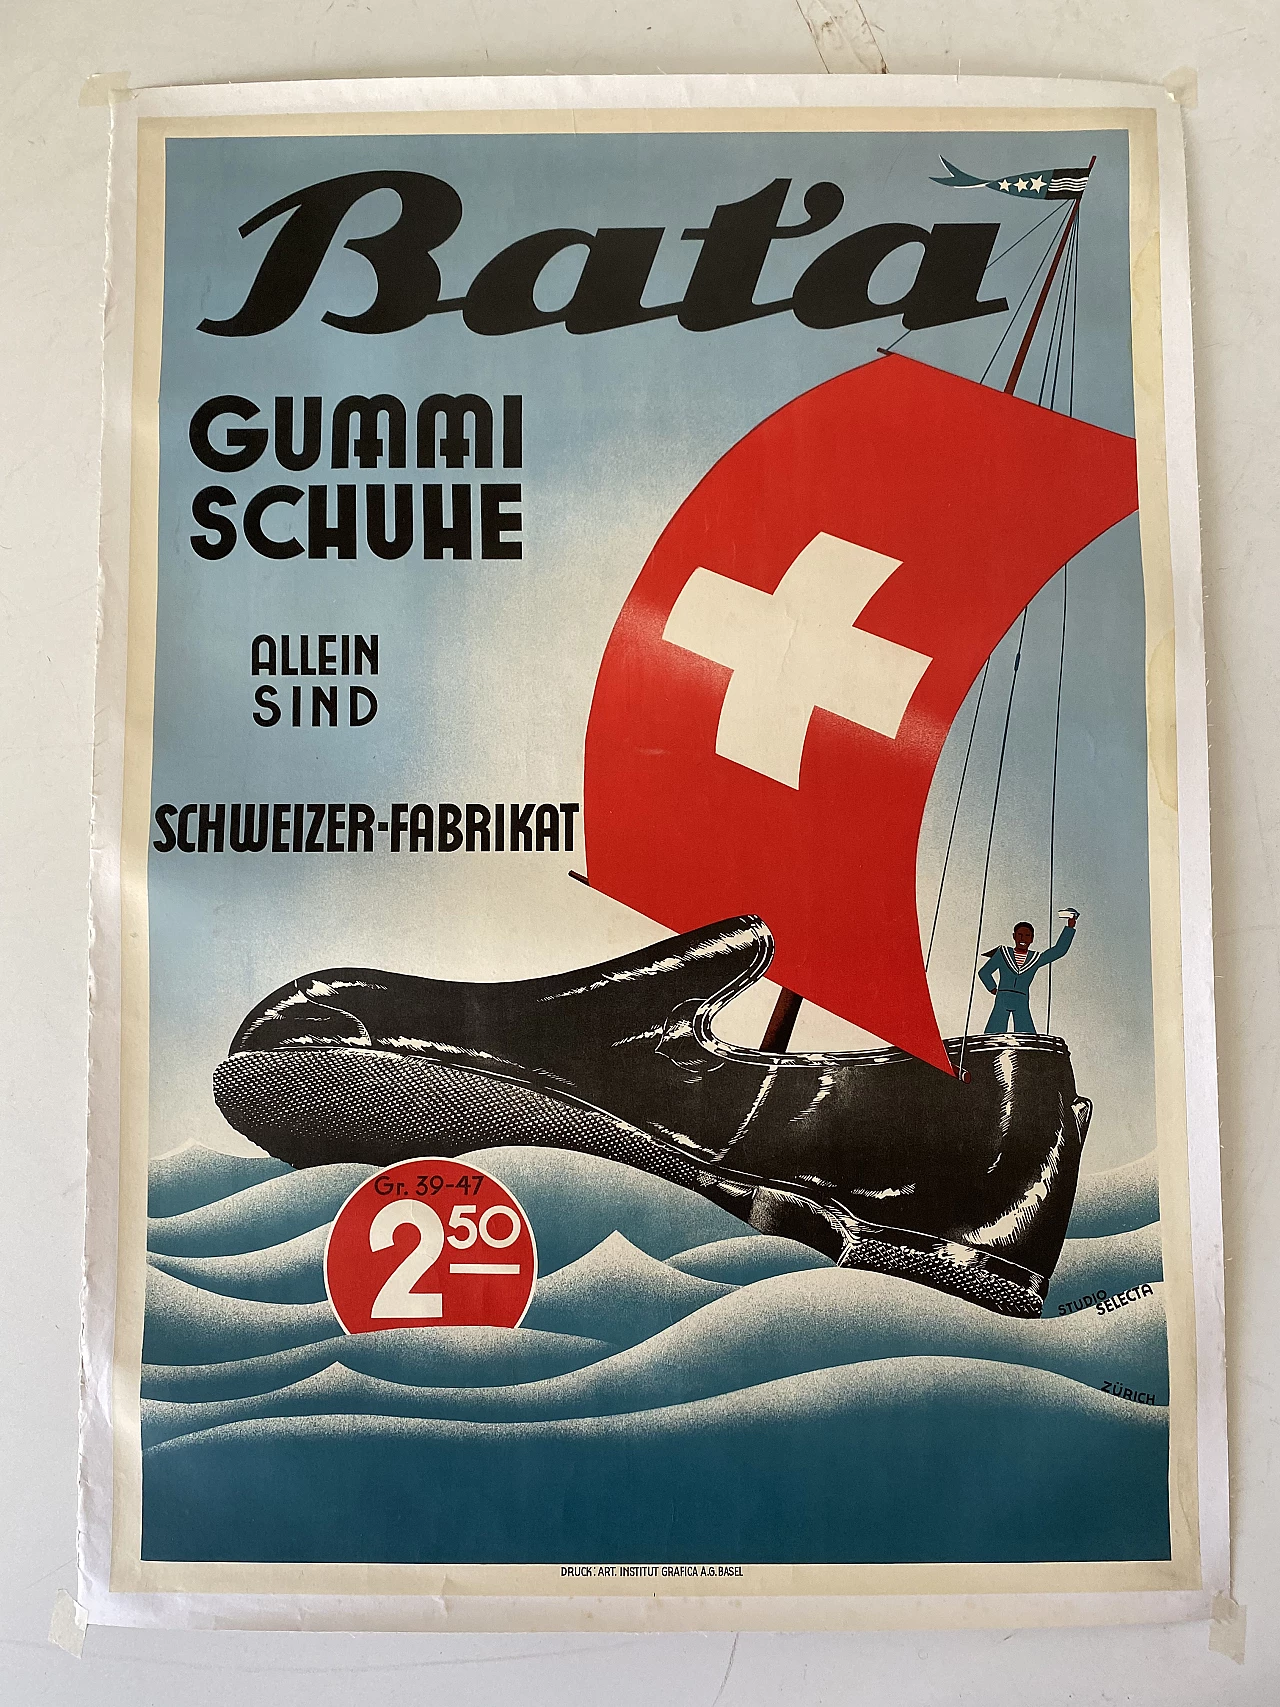 Bat'a
GUMMI
SCHUHE
ALLEIN
SIND
SCHWEIZER-FABRIKAT
Gr. 39-47
2 50
STUDIO
SELECTA
ZÜRICH
DRUCK: ART. INSTITUT GRAFICA A.G. BASEL